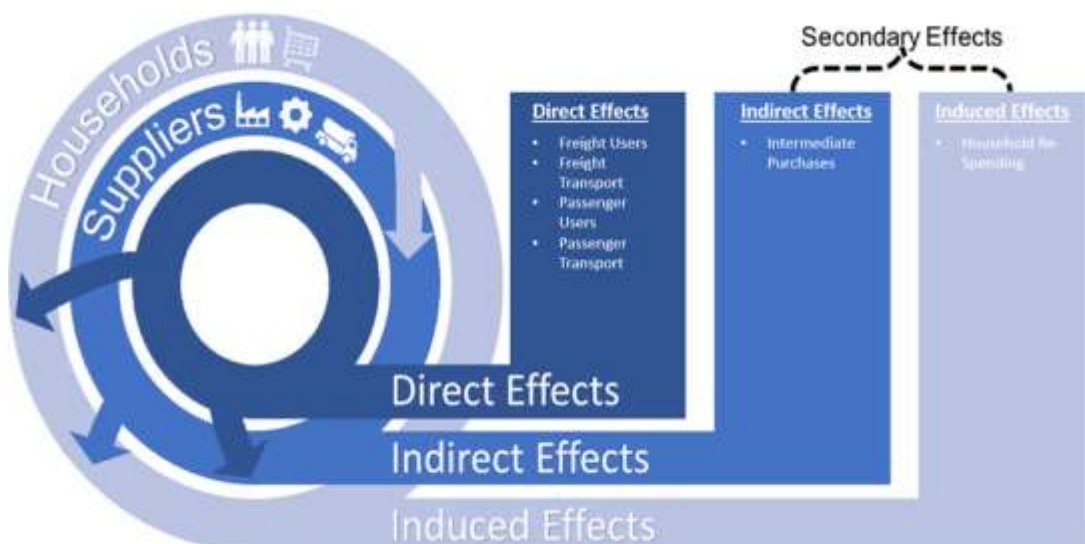 Households
Suppliers
Secondary Effects
Direct Effects
• Freight Users
• Freight
Transport
• Passenger
Users
• Passenger
Transport
Indirect Effects
• Intermediate
Purchases
Induced Effects
• Household Re-
Spending
Direct Effects
Indirect Effects
Induced Effects